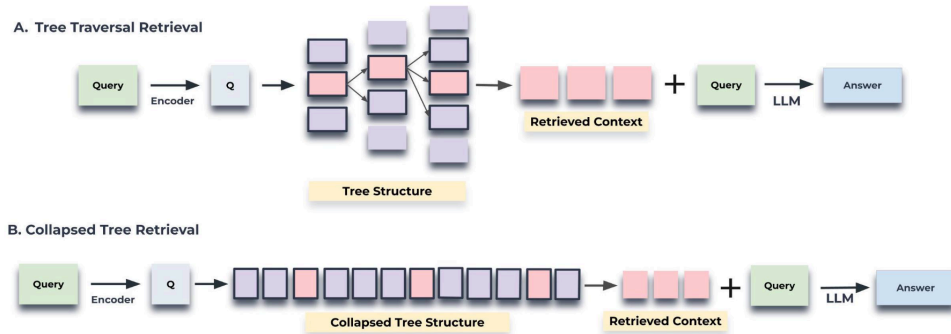 A. Tree Traversal Retrieval
Query
Encoder
Q
Tree Structure
Retrieved Context
+
Query
LLM
Answer
B. Collapsed Tree Retrieval
Query
Encoder
Q
Collapsed Tree Structure
Retrieved Context
+
Query
LLM
Answer